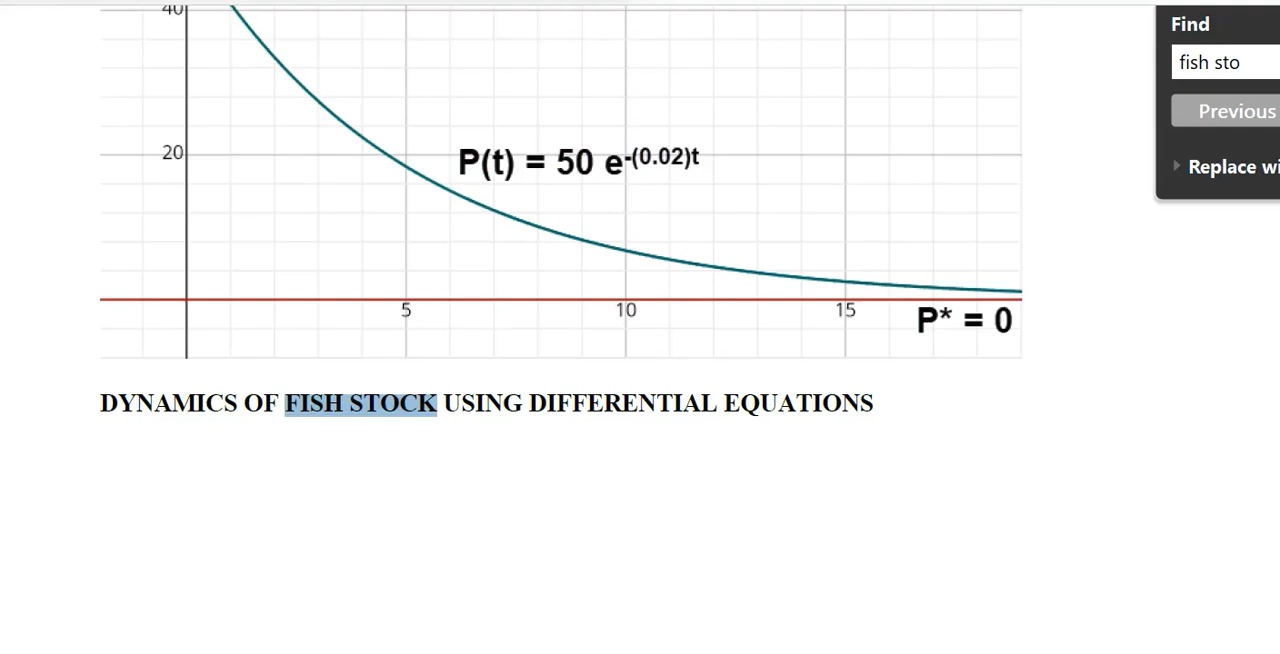 40
Find
fish sto
Previous
20
P(t) = 50 e-(0.02)t
Replace wi
5 10 15
P* = 0
DYNAMICS OF FISH STOCK USING DIFFERENTIAL EQUATIONS